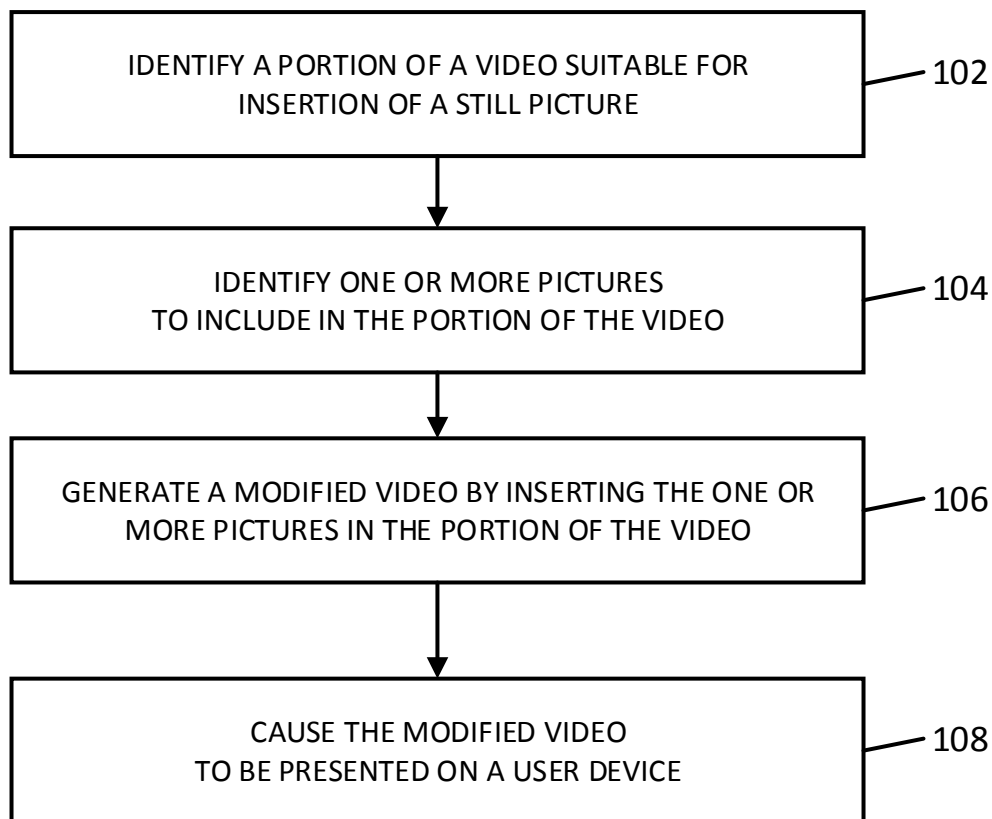 IDENTIFY A PORTION OF A VIDEO SUITABLE FOR
INSERTION OF A STILL PICTURE
102
IDENTIFY ONE OR MORE PICTURES
TO INCLUDE IN THE PORTION OF THE VIDEO
104
GENERATE A MODIFIED VIDEO BY INSERTING THE ONE OR
MORE PICTURES IN THE PORTION OF THE VIDEO
106
CAUSE THE MODIFIED VIDEO
TO BE PRESENTED ON A USER DEVICE
108